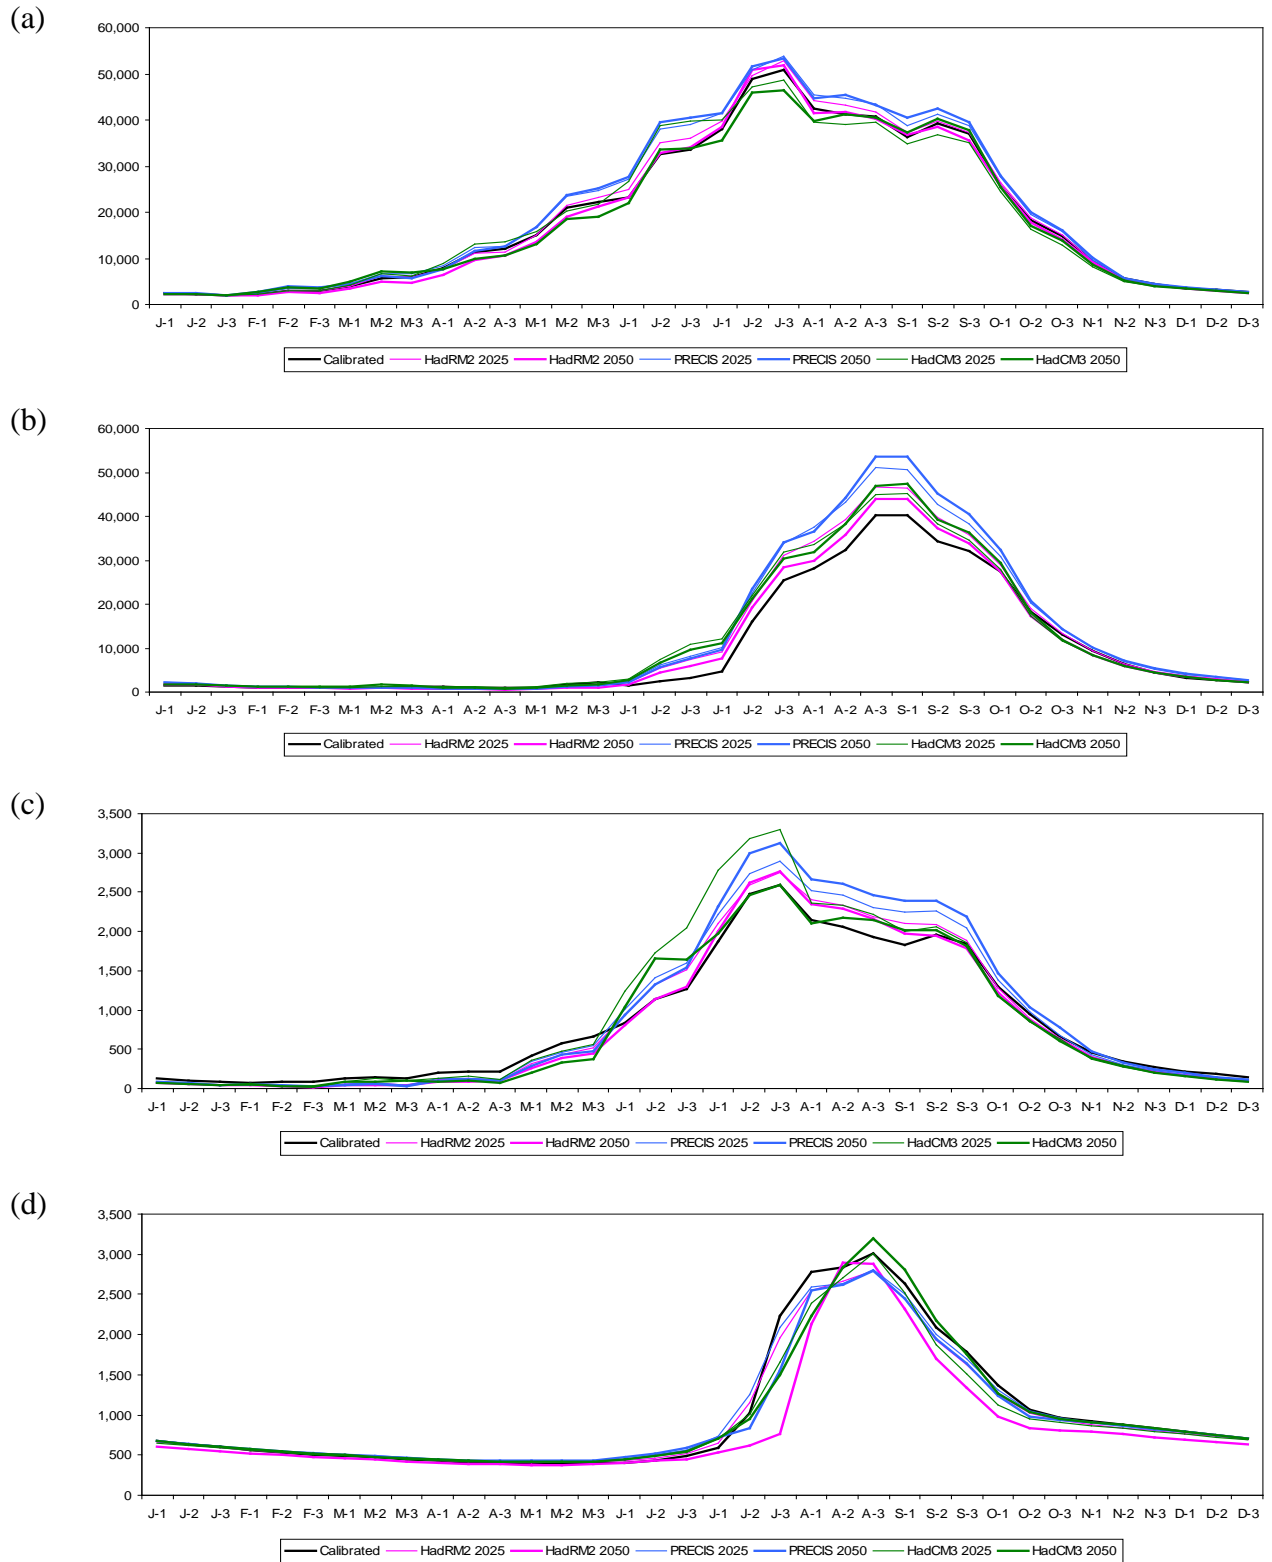 (a)
60,000
50,000
40,000
30,000
20,000
10,000
0
J-1 J-2 J-3 F-1 F-2 F-3 M-1 M-2 M-3 A-1 A-2 A-3 M-1 M-2 M-3 J-1 J-2 J-3 J-1 J-2 J-3 A-1 A-2 A-3 S-1 S-2 S-3 O-1 O-2 O-3 N-1 N-2 N-3 D-1 D-2 D-3
Calibrated HadRM2 2025 HadRM2 2050 PRECIS 2025 PRECIS 2050 HadCM3 2025 HadCM3 2050
(b)
60,000
50,000
40,000
30,000
20,000
10,000
0
J-1 J-2 J-3 F-1 F-2 F-3 M-1 M-2 M-3 A-1 A-2 A-3 M-1 M-2 M-3 J-1 J-2 J-3 J-1 J-2 J-3 A-1 A-2 A-3 S-1 S-2 S-3 O-1 O-2 O-3 N-1 N-2 N-3 D-1 D-2 D-3
Calibrated HadRM2 2025 HadRM2 2050 PRECIS 2025 PRECIS 2050 HadCM3 2025 HadCM3 2050
(c)
3,500
3,000
2,500
2,000
1,500
1,000
500
0
J-1 J-2 J-3 F-1 F-2 F-3 M-1 M-2 M-3 A-1 A-2 A-3 M-1 M-2 M-3 J-1 J-2 J-3 J-1 J-2 J-3 A-1 A-2 A-3 S-1 S-2 S-3 O-1 O-2 O-3 N-1 N-2 N-3 D-1 D-2 D-3
Calibrated HadRM2 2025 HadRM2 2050 PRECIS 2025 PRECIS 2050 HadCM3 2025 HadCM3 2050
(d)
3,500
3,000
2,500
2,000
1,500
1,000
500
0
J-1 J-2 J-3 F-1 F-2 F-3 M-1 M-2 M-3 A-1 A-2 A-3 M-1 M-2 M-3 J-1 J-2 J-3 J-1 J-2 J-3 A-1 A-2 A-3 S-1 S-2 S-3 O-1 O-2 O-3 N-1 N-2 N-3 D-1 D-2 D-3
Calibrated HadRM2 2025 HadRM2 2050 PRECIS 2025 PRECIS 2050 HadCM3 2025 HadCM3 2050